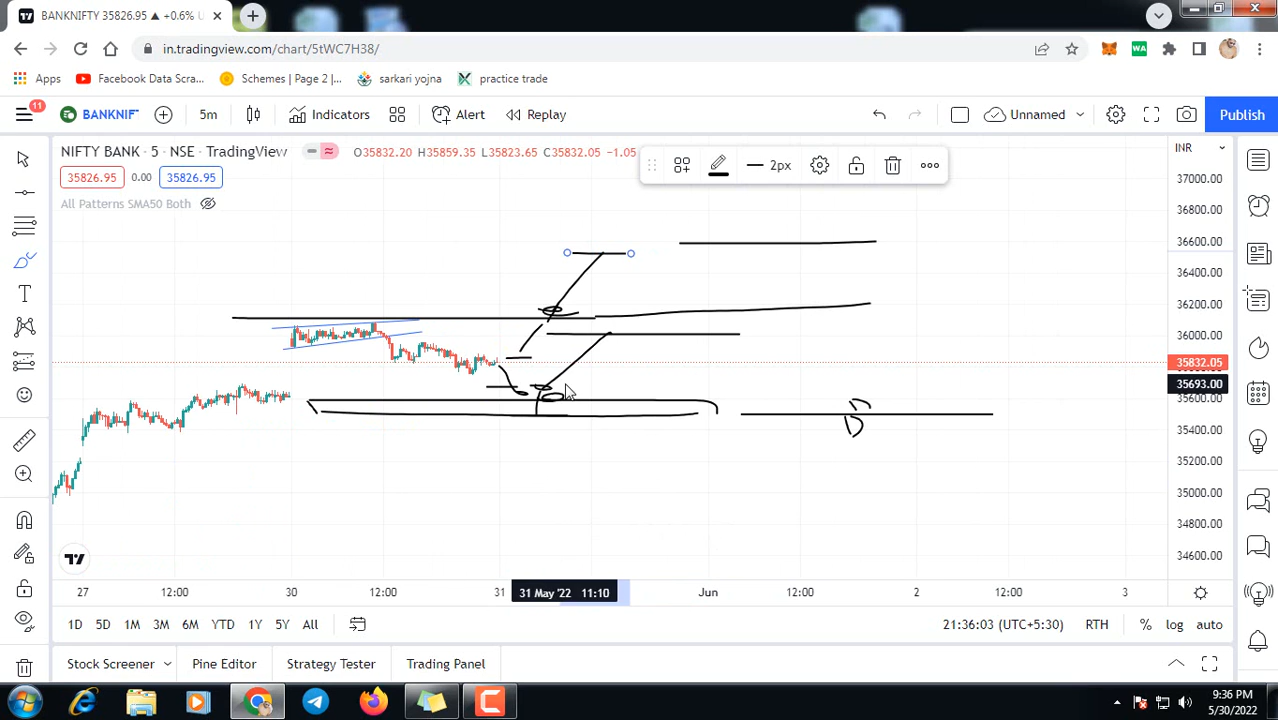 BANKNIFTY 35826.95 ▲ +0.6% U
in.tradingview.com/chart/5tWC7H38/
Apps Facebook Data Scra... Schemes | Page 2 |... sarkari yojna practice trade
11 BANKNIF 5m Indicators Alert Replay Unnamed Publish
NIFTY BANK · 5 · NSE · TradingView O35832.20 H35859.35 L35823.65 C35832.05 -1.05 2px INR
35826.95 0.00 35826.95
All Patterns SMA50 Both
37000.00
36800.00
36600.00
36400.00
36200.00
36000.00
35832.05
35693.00
35600.00
35400.00
35200.00
35000.00
34800.00
34600.00
27 12:00 30 12:00 31 31 May '22 11:10 Jun 12:00 2 12:00 3
1D 5D 1M 3M 6M YTD 1Y 5Y All 21:36:03 (UTC+5:30) RTH % log auto
Stock Screener Pine Editor Strategy Tester Trading Panel
9:36 PM
5/30/2022